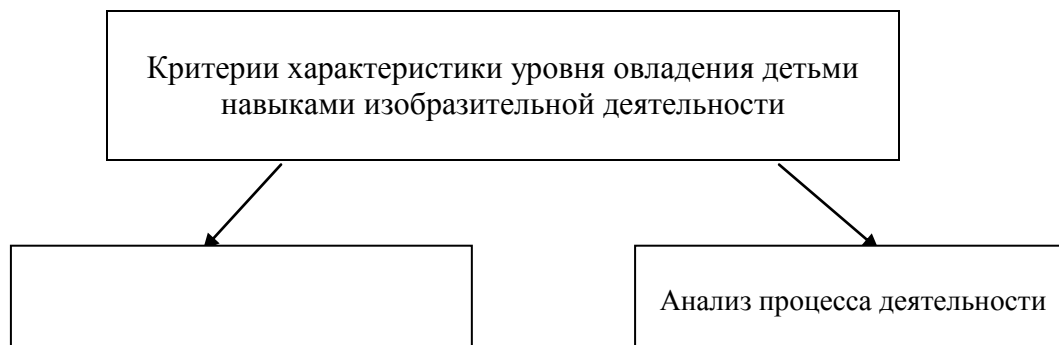 Критерии характеристики уровня овладения детьми
навыками изобразительной деятельности
Анализ процесса деятельности